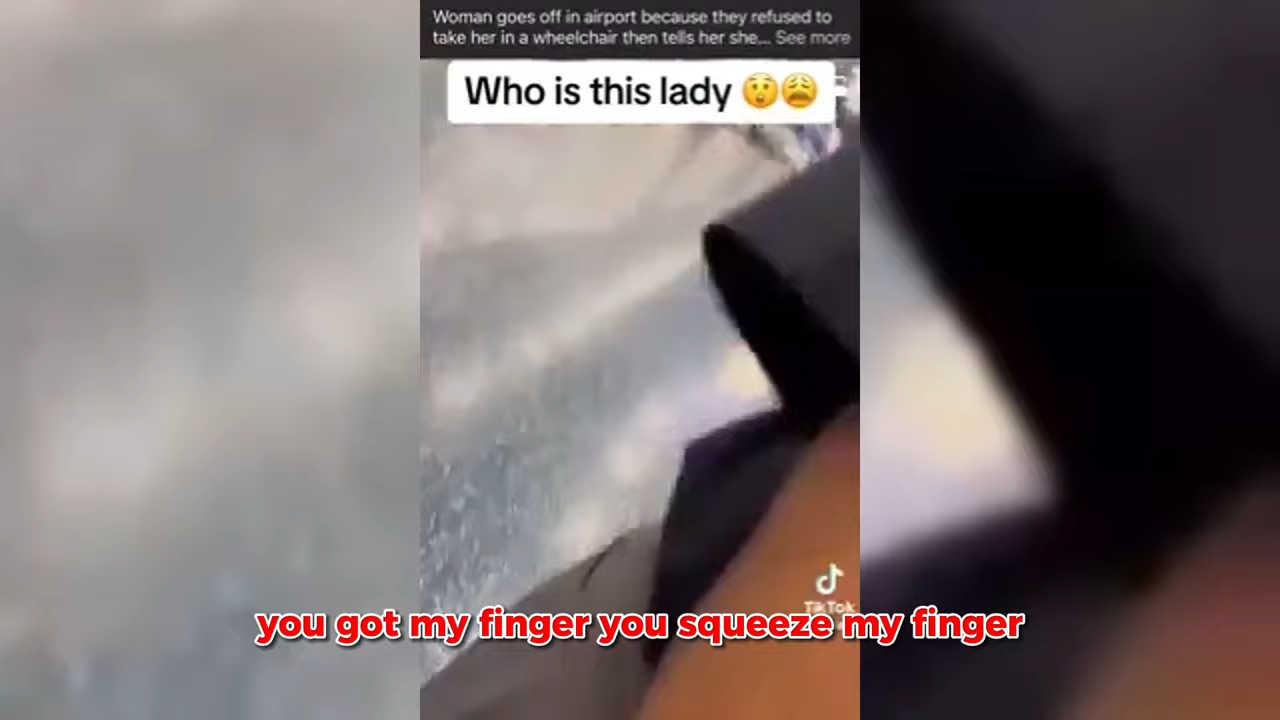 Woman goes off in airport because they refused to
take her in a wheelchair then tells her she... See more
Who is this lady 😲😩
TikTok
you got my finger you squeeze my finger